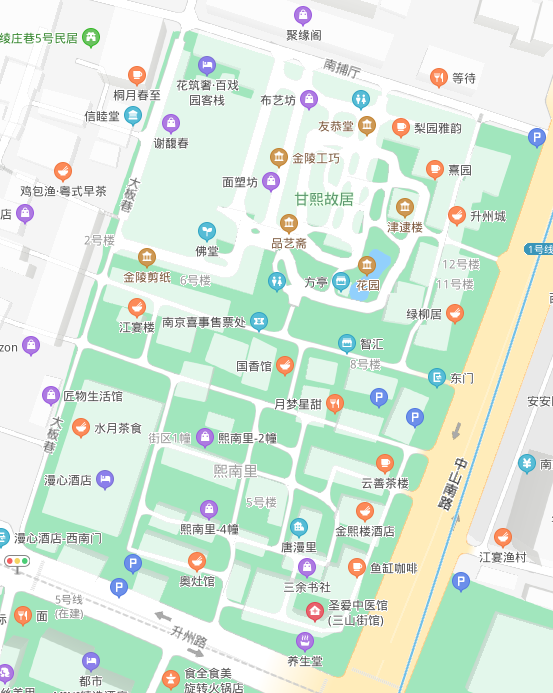 聚缘阁
绫庄巷5号民居
南捕厅
等待
桐月春至
花筑奢·百戏
园客栈
布艺坊
信睦堂
谢馥春
友恭堂
梨园雅韵
金陵工巧
熹园
鸡包渔·粤式早茶
大板巷
面塑坊
甘熙故居
店
津逮楼
升州城
2号楼
佛堂
品艺斋
1号线
12号楼
金陵剪纸
6号楼
方亭
花园
11号楼
江宴楼
南京喜事售票处
绿柳居
zon
智汇
国香馆
8号楼
东门
匠物生活馆
月梦星甜
安安
大板巷
水月茶食
街区1幢
熙南里-2幢
熙南里
云善茶楼
南
漫心酒店
5号楼
中山南路
熙南里-4幢
金熙楼酒店
漫心酒店-西南门
唐漫里
江宴渔村
奥灶馆
鱼缸咖啡
三余书社
5号线
(在建)
圣爱中医馆
(三山街馆)
面
升州路
养生堂
都市
食全食美
旋转火锅店